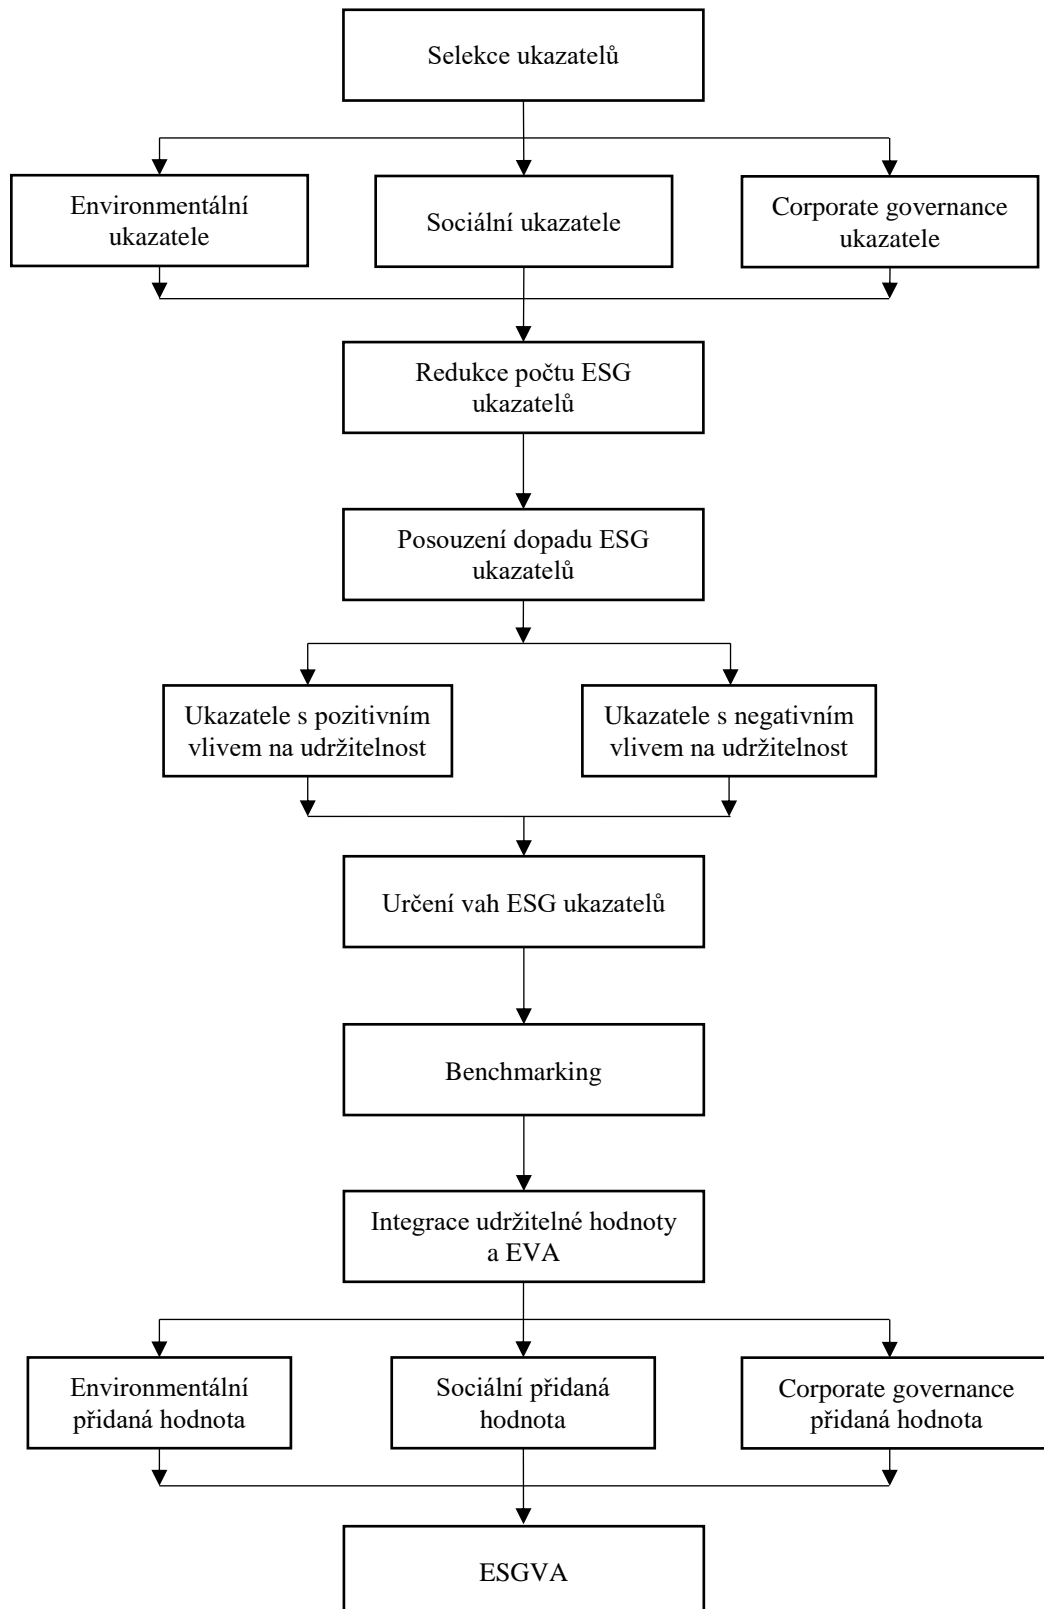 Selekce ukazatelů
Environmentální
ukazatele
Sociální ukazatele
Corporate governance
ukazatele
Redukce počtu ESG
ukazatelů
Posouzení dopadu ESG
ukazatelů
Ukazatele s pozitivním
vlivem na udržitelnost
Ukazatele s negativním
vlivem na udržitelnost
Určení vah ESG ukazatelů
Benchmarking
Integrace udržitelné hodnoty
a EVA
Environmentální
přidaná hodnota
Sociální přidaná
hodnota
Corporate governance
přidaná hodnota
ESGVA